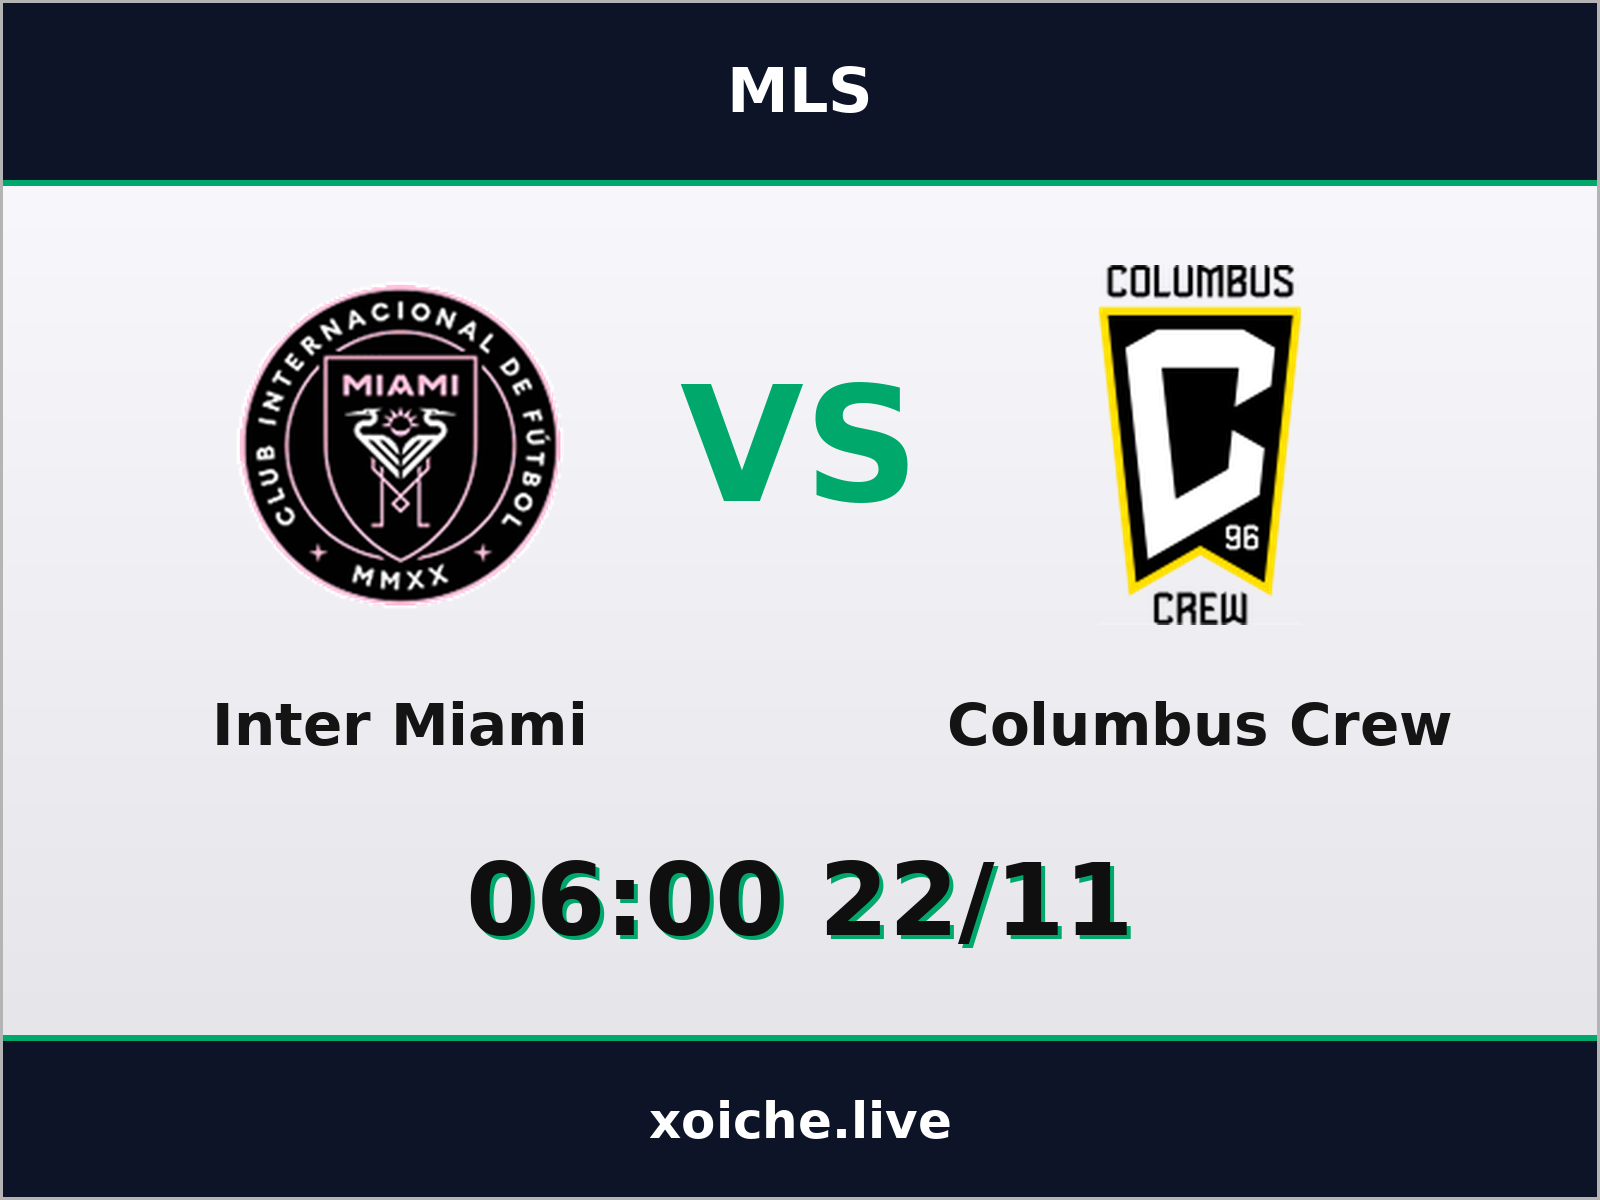 MLS
CLUB INTERNACIONAL DE FÚTBOL
MIAMI
MMXX
VS
COLUMBUS
C
96
CREW
Inter Miami
Columbus Crew
06:00 22/11
xoiche.live